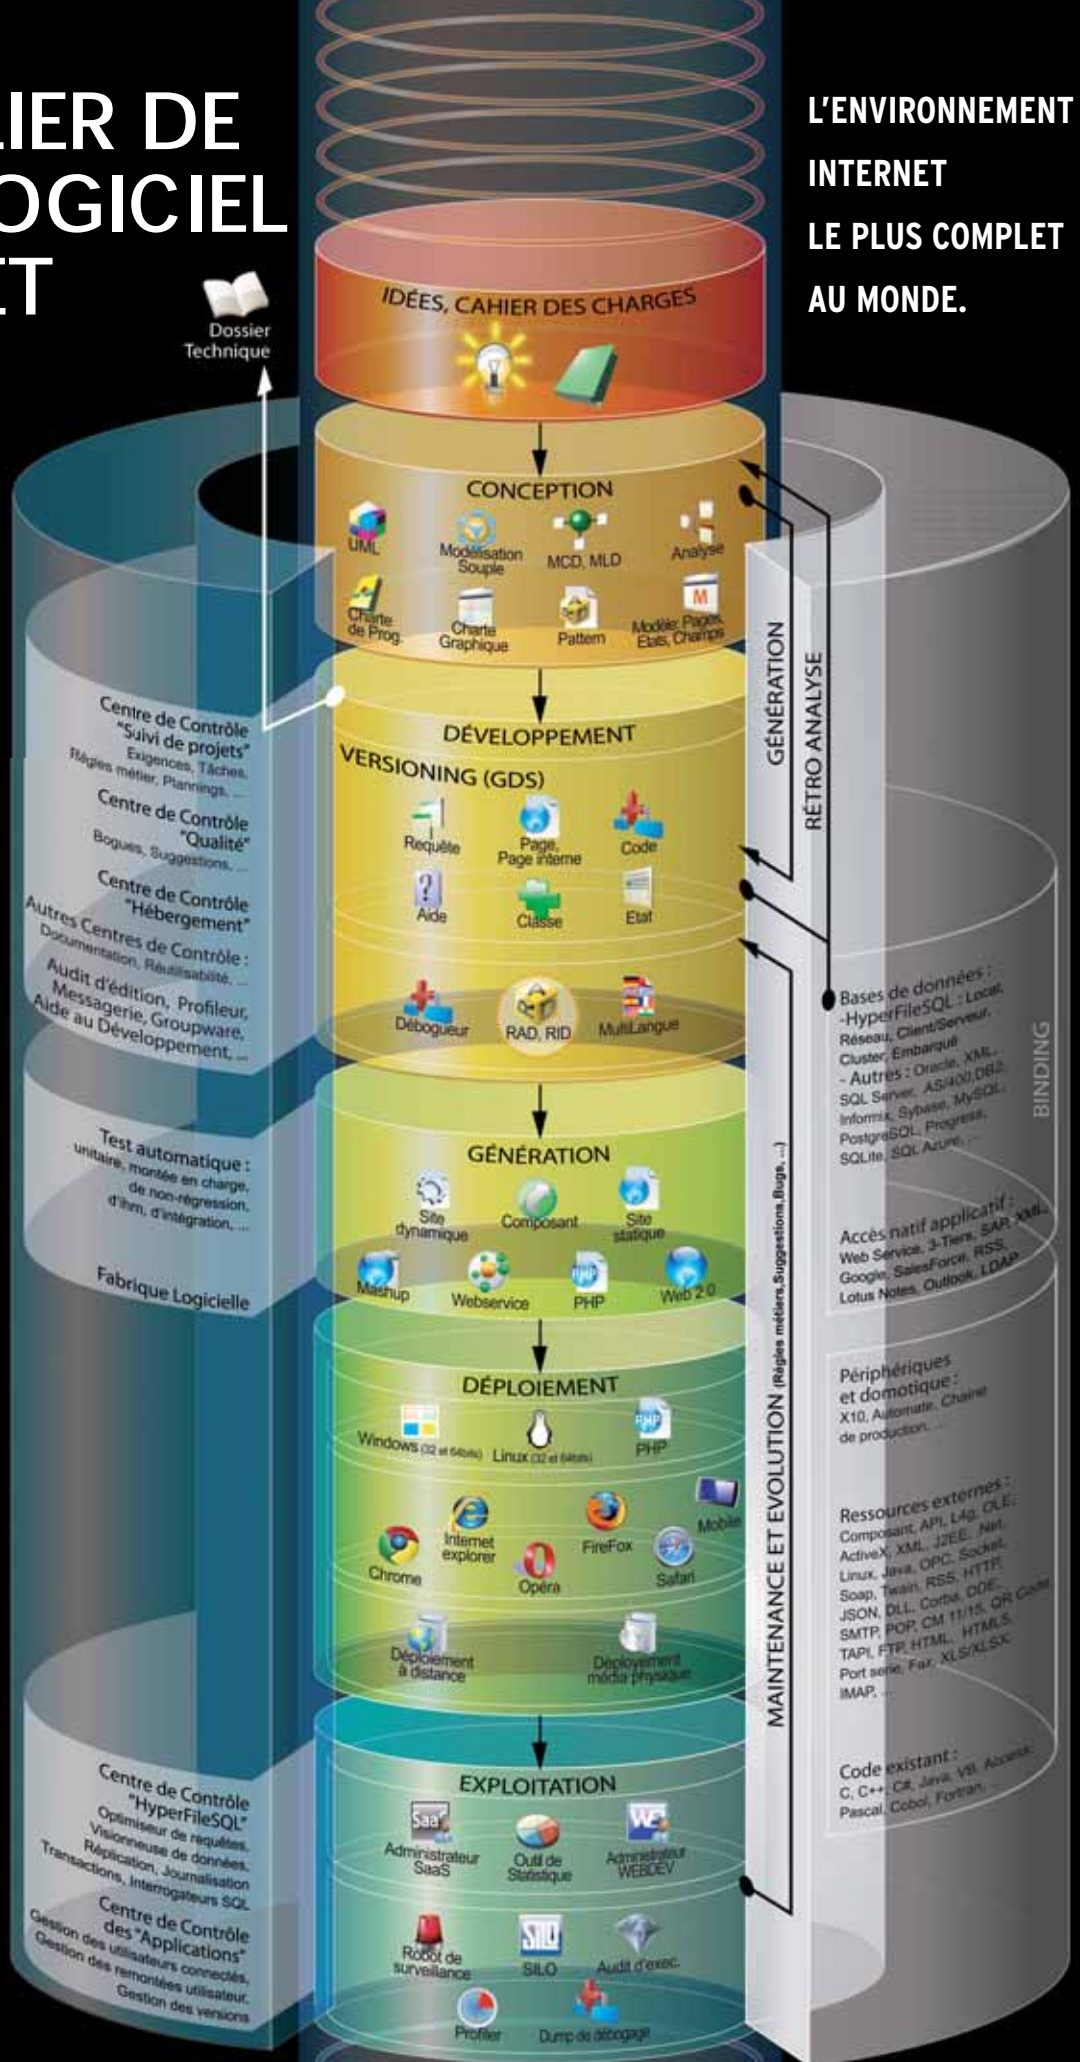 LIER DE
OGICIEL
ET
L'ENVIRONNEMENT
INTERNET
LE PLUS COMPLET
AU MONDE.
Dossier
Technique
IDÉES, CAHIER DES CHARGES
CONCEPTION
UML
Modélisation
Souple
MCD, MLD
Analyse
Charte
de Prog.
Charte
Graphique
Pattern
Modèle: Pages,
Etats, Champs
GÉNÉRATION
RÉTRO ANALYSE
DÉVELOPPEMENT
VERSIONING (GDS)
Requête
Page,
Page interne
Code
Aide
Classe
Etat
Débogueur
RAD, RID
MultiLangue
Centre de Contrôle
"Suivi de projets"
Exigences, Tâches,
Règles métier, Plannings, ...
Centre de Contrôle
"Qualité"
Bogues, Suggestions, ...
Centre de Contrôle
"Hébergement"
Autres Centres de Contrôle :
Documentation, Réutilisabilité, ...
Audit d'édition, Profileur,
Messagerie, Groupware,
Aide au Développement, ...
Test automatique :
unitaire, montée en charge,
de non-régression,
d'ihm, d'intégration, ...
Fabrique Logicielle
GÉNÉRATION
Site
dynamique
Composant
Site
statique
Mashup
Webservice
PHP
PHP
Web 2.0
DÉPLOIEMENT
Windows (32 et 64bits)
Linux (32 et 64bits)
PHP
PHP
Chrome
Internet
explorer
Opéra
FireFox
Safari
Mobile
Déploiement
à distance
Déployement
média physique
MAINTENANCE ET EVOLUTION (Règles métiers,Suggestions,Bugs, ...)
EXPLOITATION
SaaS
Administrateur
SaaS
Outil de
Statistique
Administrateur
WEBDEV
Robot de
surveillance
SILO
SILO
Audit d'exec.
Profiler
Dump de débogage
Centre de Contrôle
"HyperFileSQL"
Optimiseur de requêtes,
Visionneuse de données,
Réplication, Journalisation
Transactions, Interrogateurs SQL
Centre de Contrôle
des "Applications"
Gestion des utilisateurs connectés,
Gestion des remontées utilisateur,
Gestion des versions
BINDING
Bases de données :
-HyperFileSQL : Local,
Réseau, Client/Serveur,
Cluster, Embarqué
- Autres : Oracle, XML,
SQL Server, AS/400,DB2,
Informix, Sybase, MySQL,
PostgreSQL, Progress,
SQLite, SQL Azure, ...
Accès natif applicatif :
Web Service, 3-Tiers, SAP, XML,
Google, SalesForce, RSS,
Lotus Notes, Outlook, LDAP
Périphériques
et domotique :
X10, Automate, Chaine
de production, ...
Ressources externes :
Composant, API, L4g, OLE,
ActiveX, XML, J2EE, .Net,
Linux, Java, OPC, Socket,
Soap, Twain, RSS, HTTP,
JSON, DLL, Corba, DDE,
SMTP, POP, CM 11/15, QR Code
TAPI, FTP, HTML, HTML5,
Port série, Fax, XLS/XLSX,
IMAP, ...
Code existant :
C, C++, C#, Java, VB, Access,
Pascal, Cobol, Fortran, ...